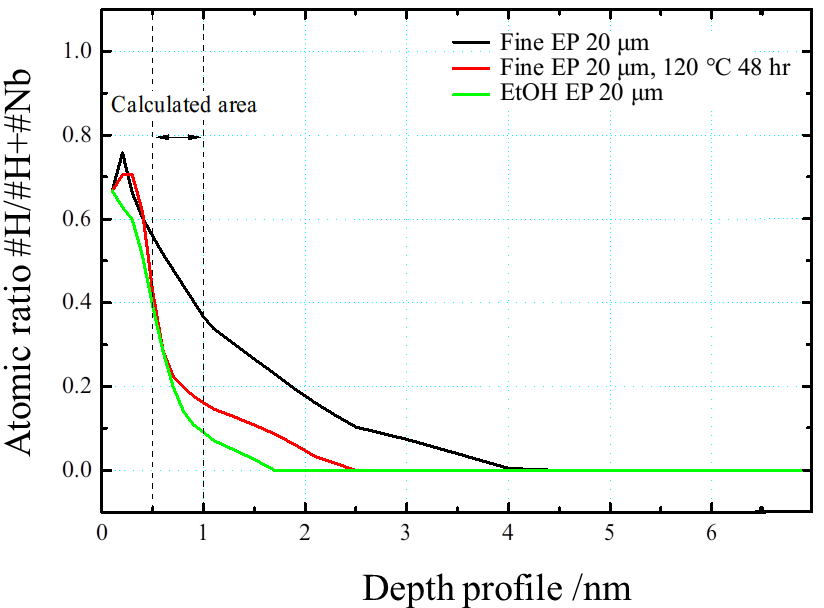 Fine EP 20 μm
Fine EP 20 μm, 120 ℃ 48 hr
EtOH EP 20 μm
Calculated area
Atomic ratio #H/#H+#Nb
1.0
0.8
0.6
0.4
0.2
0.0
0 1 2 3 4 5 6
Depth profile /nm